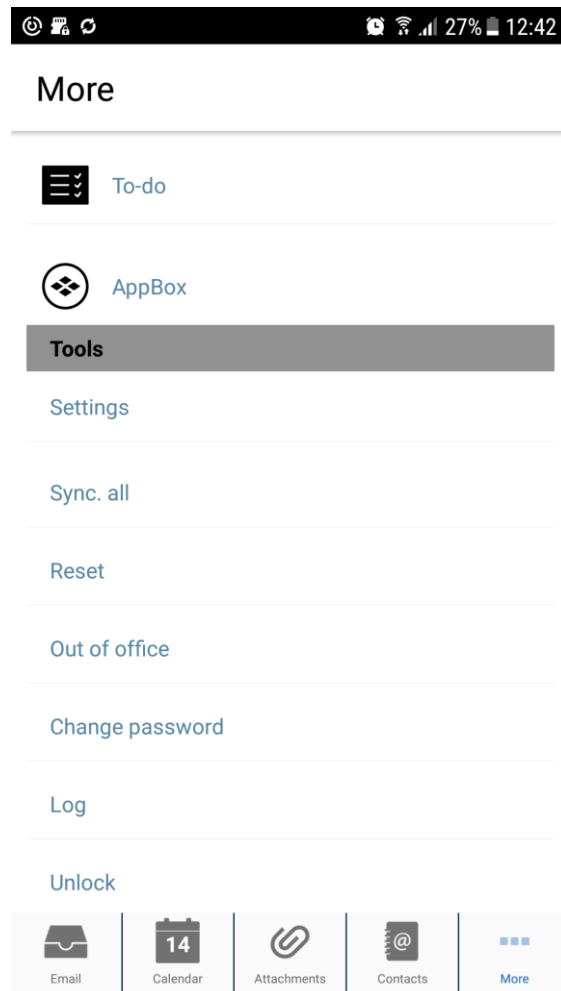 27% 12:42
More
To-do
AppBox
Tools
Settings
Sync. all
Reset
Out of office
Change password
Log
Unlock
14 @
Email Calendar Attachments Contacts More